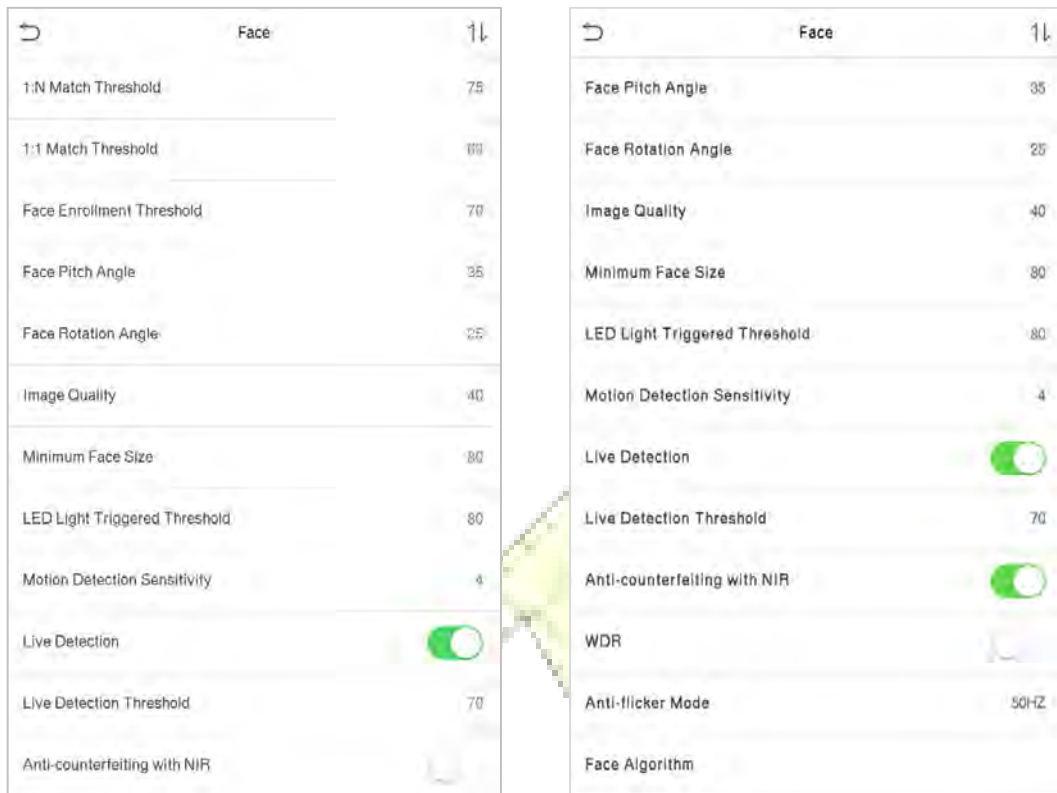 Face
1:N Match Threshold 75
1:1 Match Threshold
Face Enrollment Threshold 70
Face Pitch Angle 35
Face Rotation Angle 25
Image Quality 40
Minimum Face Size 80
LED Light Triggered Threshold 80
Motion Detection Sensitivity 4
Live Detection
Live Detection Threshold 70
Anti-counterfeiting with NIR
Face
Face Pitch Angle 35
Face Rotation Angle 25
Image Quality 40
Minimum Face Size 80
LED Light Triggered Threshold 80
Motion Detection Sensitivity 4
Live Detection
Live Detection Threshold 70
Anti-counterfeiting with NIR
WDR
Anti-flicker Mode 50HZ
Face Algorithm